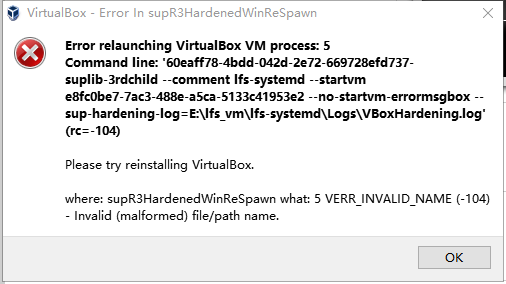 VirtualBox - Error In supR3HardenedWinReSpawn
Error relaunching VirtualBox VM process: 5
Command line: '60eaff78-4bdd-042d-2e72-669728efd737-
suplib-3rdchild --comment lfs-systemd --startvm
e8fc0be7-7ac3-488e-a5ca-5133c41953e2 --no-startvm-errormsgbox --
sup-hardening-log=E:\lfs_vm\lfs-systemd\Logs\VBoxHardening.log'
(rc=-104)
Please try reinstalling VirtualBox.
where: supR3HardenedWinReSpawn what: 5 VERR_INVALID_NAME (-104)
- Invalid (malformed) file/path name.
OK